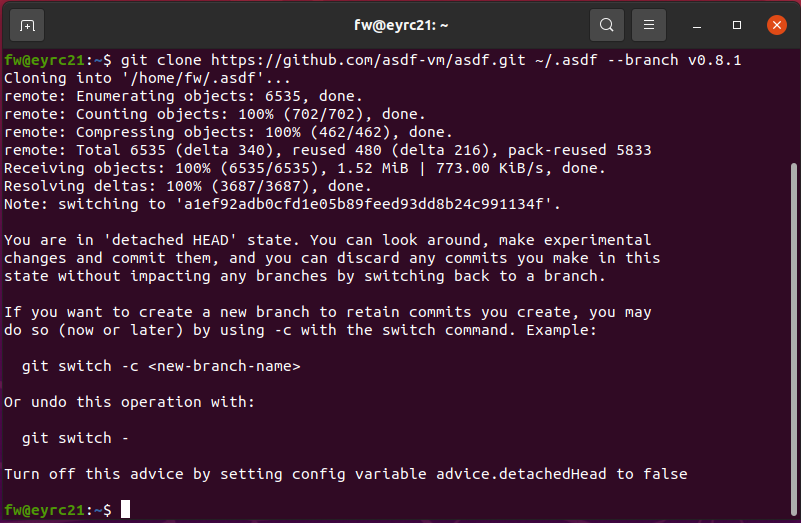 fw@eyrc21: ~
fw@eyrc21:~$ git clone https://github.com/asdf-vm/asdf.git ~/.asdf --branch v0.8.1
Cloning into '/home/fw/.asdf'...
remote: Enumerating objects: 6535, done.
remote: Counting objects: 100% (702/702), done.
remote: Compressing objects: 100% (462/462), done.
remote: Total 6535 (delta 340), reused 480 (delta 216), pack-reused 5833
Receiving objects: 100% (6535/6535), 1.52 MiB | 773.00 KiB/s, done.
Resolving deltas: 100% (3687/3687), done.
Note: switching to 'a1ef92adb0cfd1e05b89feed93dd8b24c991134f'.

You are in 'detached HEAD' state. You can look around, make experimental
changes and commit them, and you can discard any commits you make in this
state without impacting any branches by switching back to a branch.

If you want to create a new branch to retain commits you create, you may
do so (now or later) by using -c with the switch command. Example:

  git switch -c <new-branch-name>

Or undo this operation with:

  git switch -

Turn off this advice by setting config variable advice.detachedHead to false

fw@eyrc21:~$